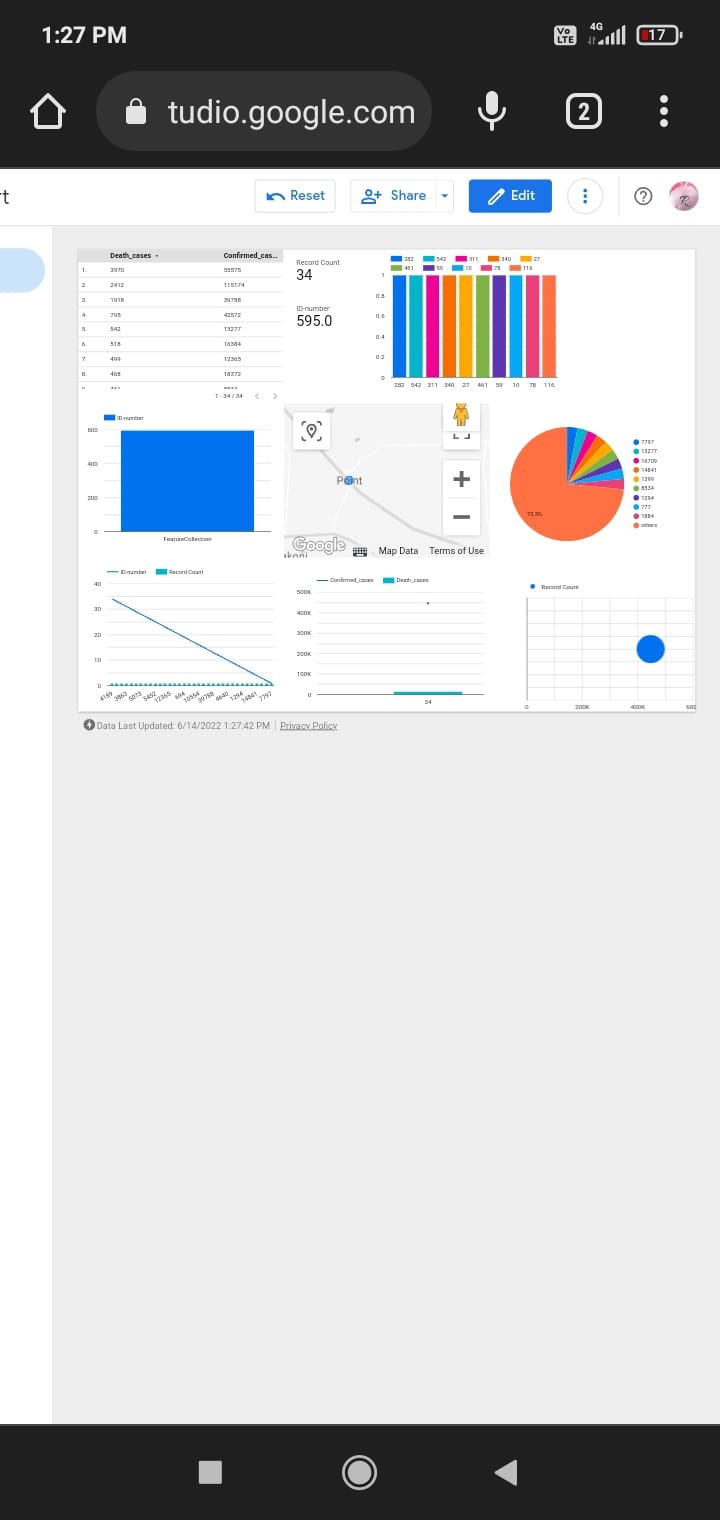 1:27 PM
Vo LTE 4G 17
tudio.google.com
2
Reset Share Edit
Death_cases Confirmed_cas...
1. 3970 55575
2. 2412 115174
3. 1918 39788
4. 795 42572
5. 542 13277
6. 518 16384
7. 499 12365
8. 468 18372
1 - 34 / 34
Record Count
34
ID-number
595.0
282 542 311 340 27
461 59 10 78 116
1
0.8
0.6
0.4
0.2
0
282 542 311 340 27 461 59 10 78 116
ID-number
600
400
200
0
FeatureCollection
Point
Google
Map Data Terms of Use
73.5%
7797
13277
16709
14841
1399
8534
1294
777
1884
others
ID-number Record Count
40
30
20
10
0
4169 3963 5073 5452 12365 694 10554 39788 4640 1294 14841 7797
Confirmed_cases Death_cases
500K
400K
300K
200K
100K
0
34
Record Count
0 200K 400K 600
Data Last Updated: 6/14/2022 1:27:42 PM Privacy Policy